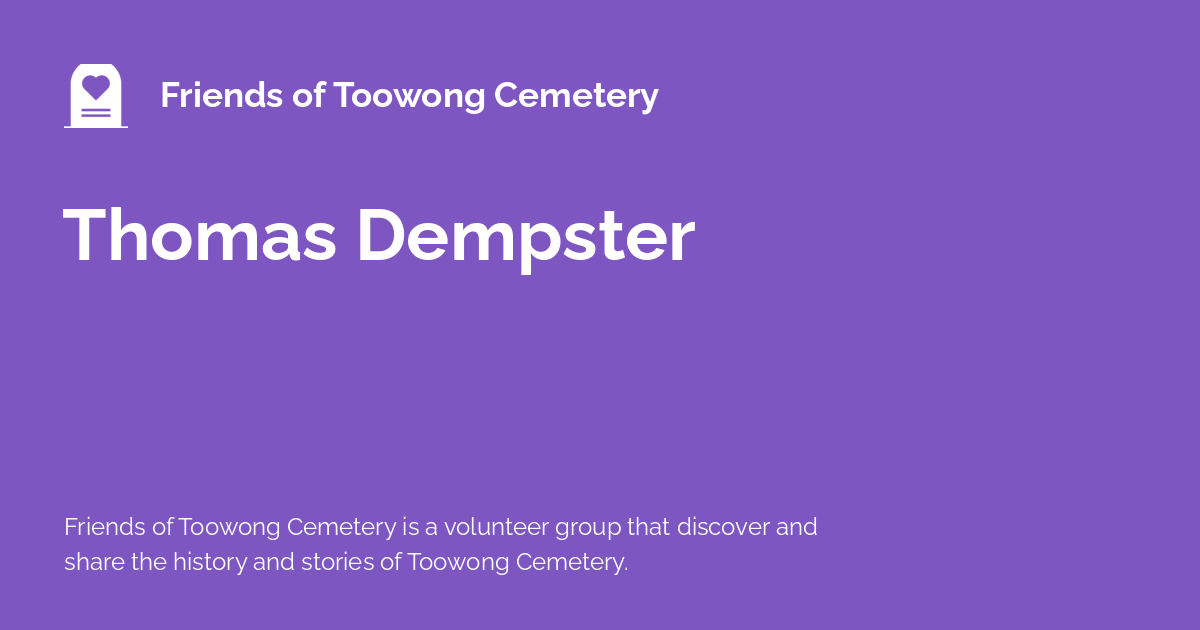 Friends of Toowong Cemetery
Thomas Dempster
Friends of Toowong Cemetery is a volunteer group that discover and
share the history and stories of Toowong Cemetery.